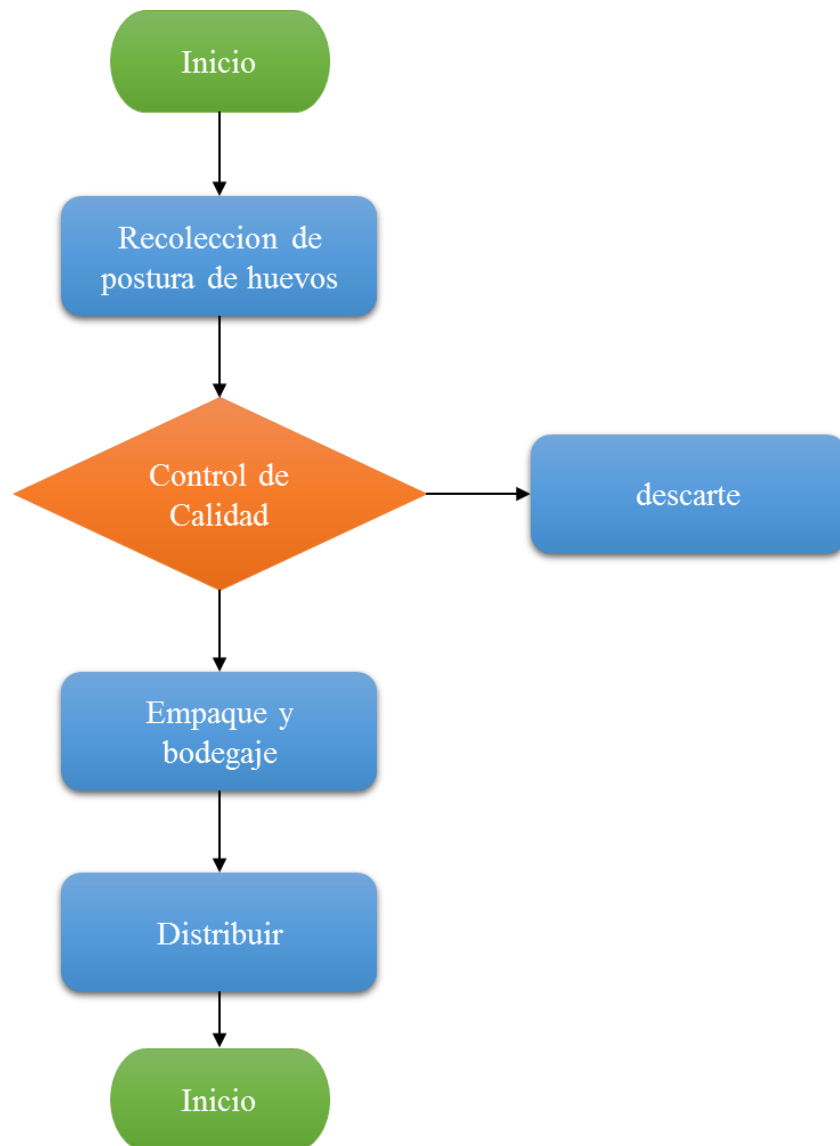 Inicio
Recoleccion de
postura de huevos
Control de
Calidad
descarte
Empaque y
bodegaje
Distribuir
Inicio